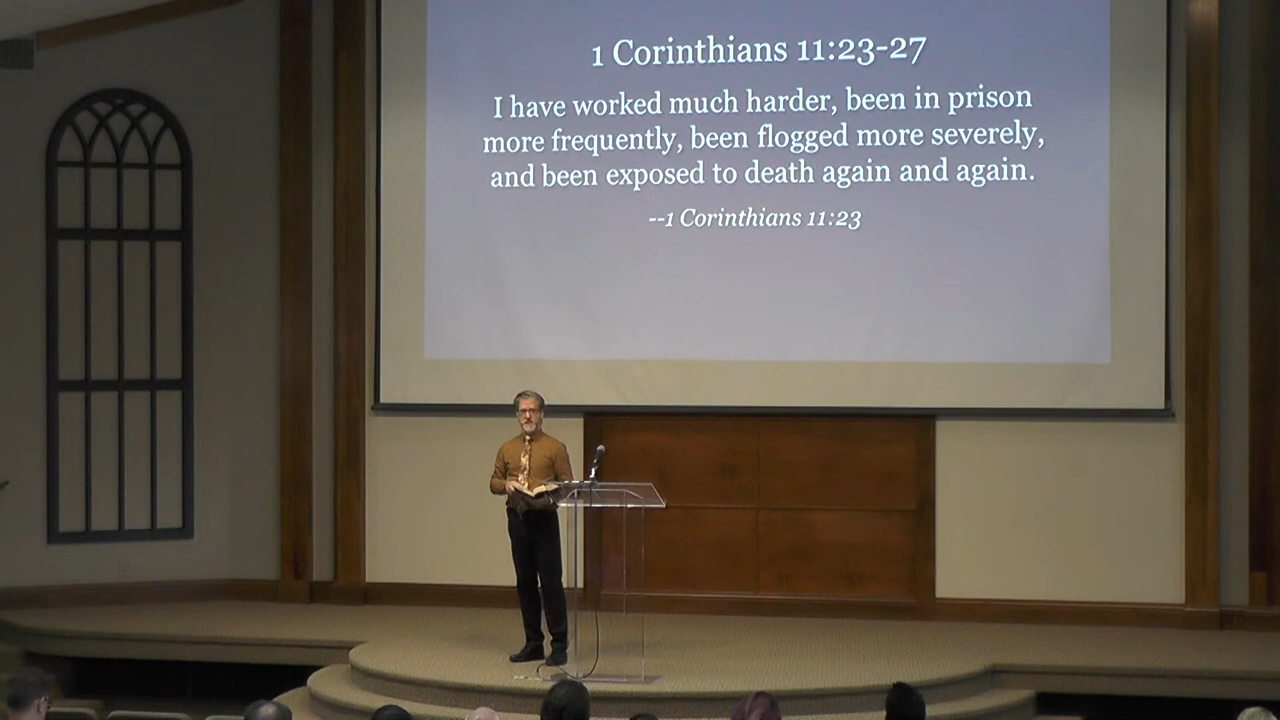 1 Corinthians 11:23-27
I have worked much harder, been in prison
more frequently, been flogged more severely,
and been exposed to death again and again.
--1 Corinthians 11:23